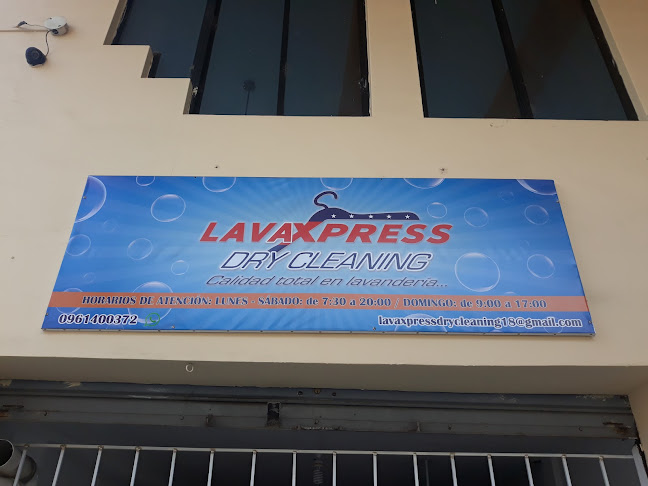 LAVAXPRESS
DRY CLEANING
Calidad total en lavandería...
HORARIOS DE ATENCIÓN: LUNES - SÁBADO: de 7:30 a 20:00 / DOMINGO: de 9:00 a 17:00
0961400372 lavaxpressdrycleaning18@gmail.com